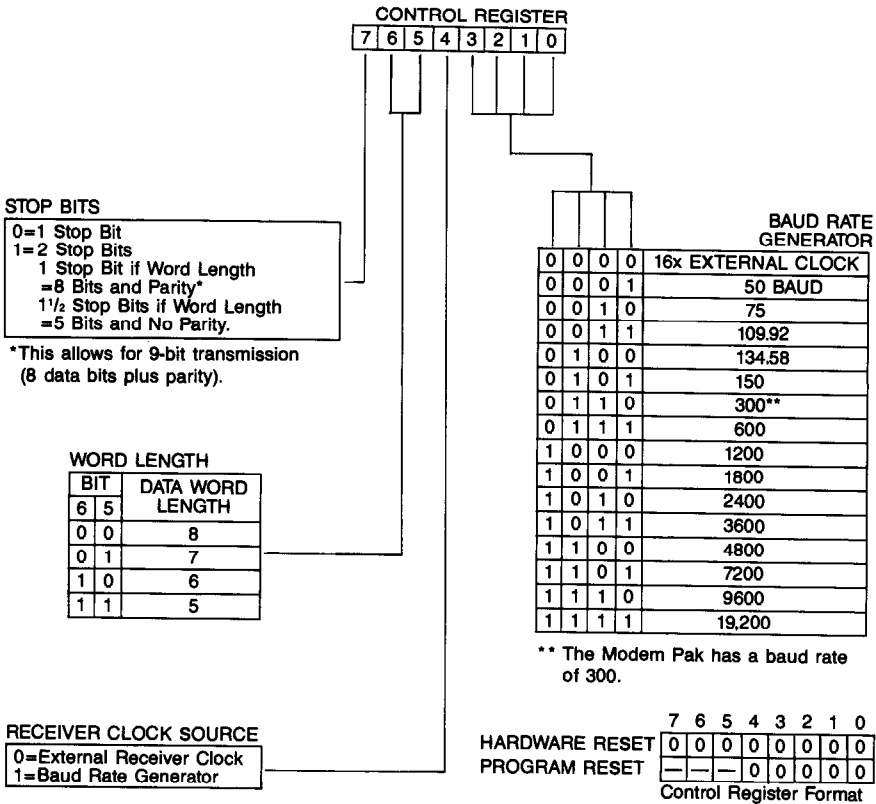 CONTROL REGISTER
7 6 5 4 3 2 1 0
STOP BITS
0=1 Stop Bit
1=2 Stop Bits
1 Stop Bit if Word Length
=8 Bits and Parity*
1 1/2 Stop Bits if Word Length
=5 Bits and No Parity.
*This allows for 9-bit transmission
(8 data bits plus parity).
WORD LENGTH
BIT DATA WORD
6 5 LENGTH
0 0 8
0 1 7
1 0 6
1 1 5
RECEIVER CLOCK SOURCE
0=External Receiver Clock
1=Baud Rate Generator
BAUD RATE
GENERATOR
0 0 0 0 16x EXTERNAL CLOCK
0 0 0 1 50 BAUD
0 0 1 0 75
0 0 1 1 109.92
0 1 0 0 134.58
0 1 0 1 150
0 1 1 0 300**
0 1 1 1 600
1 0 0 0 1200
1 0 0 1 1800
1 0 1 0 2400
1 0 1 1 3600
1 1 0 0 4800
1 1 0 1 7200
1 1 1 0 9600
1 1 1 1 19,200
** The Modem Pak has a baud rate
of 300.
7 6 5 4 3 2 1 0
HARDWARE RESET 0 0 0 0 0 0 0 0
PROGRAM RESET — — — 0 0 0 0 0
Control Register Format